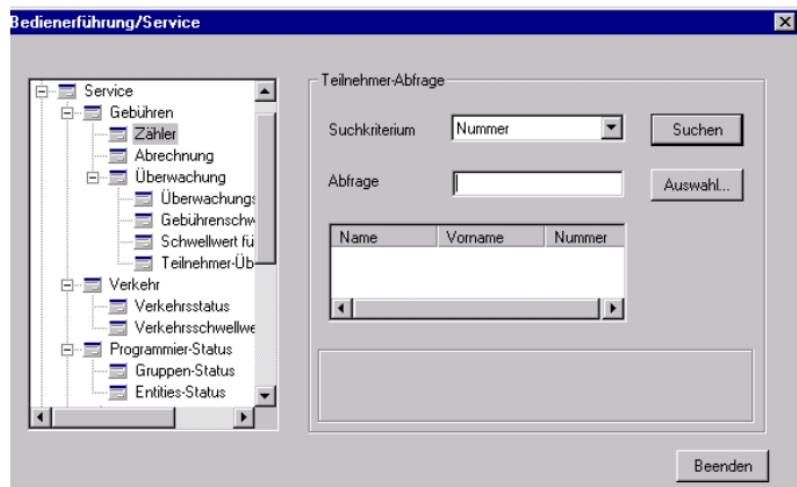 Bedienerführung/Service
Service
Gebühren
Zähler
Abrechnung
Überwachung
Überwachungs
Gebührenschw
Schwellwert fü
Teilnehmer-Üb
Verkehr
Verkehrsstatus
Verkehrsschwellwe
Programmier-Status
Gruppen-Status
Entities-Status
Teilnehmer-Abfrage
Suchkriterium Nummer Suchen
Abfrage Auswahl...
Name Vorname Nummer
Beenden